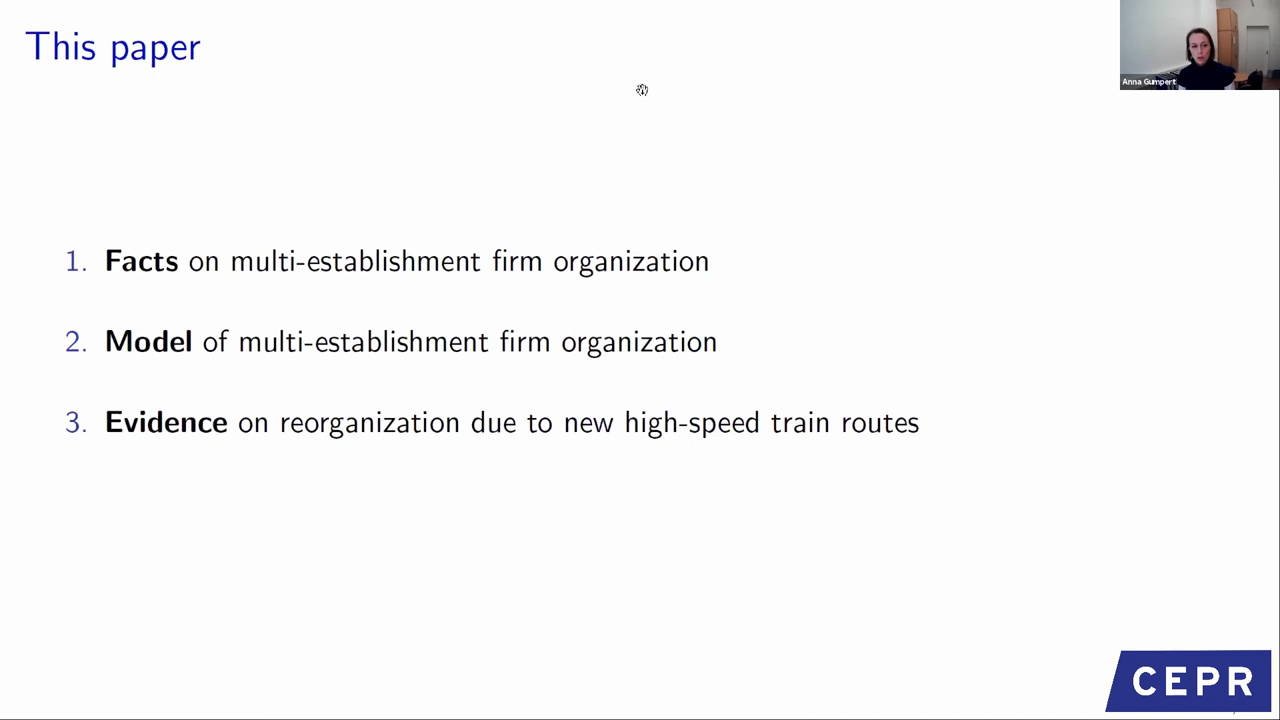 This paper
Anna Gumpert
1. Facts on multi-establishment firm organization
2. Model of multi-establishment firm organization
3. Evidence on reorganization due to new high-speed train routes
CEPR